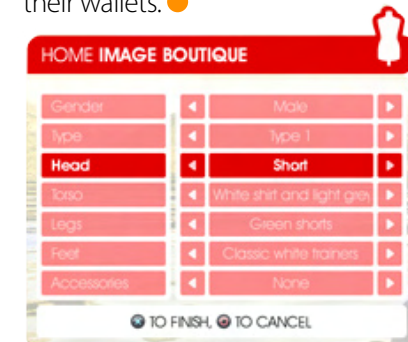 their wallets.
HOME IMAGE BOUTIQUE
Gender Male
Type Type 1
Head Short
Torso White shirt and light grey
Legs Green shorts
Feet Classic white trainers
Accessories None
TO FINISH, TO CANCEL